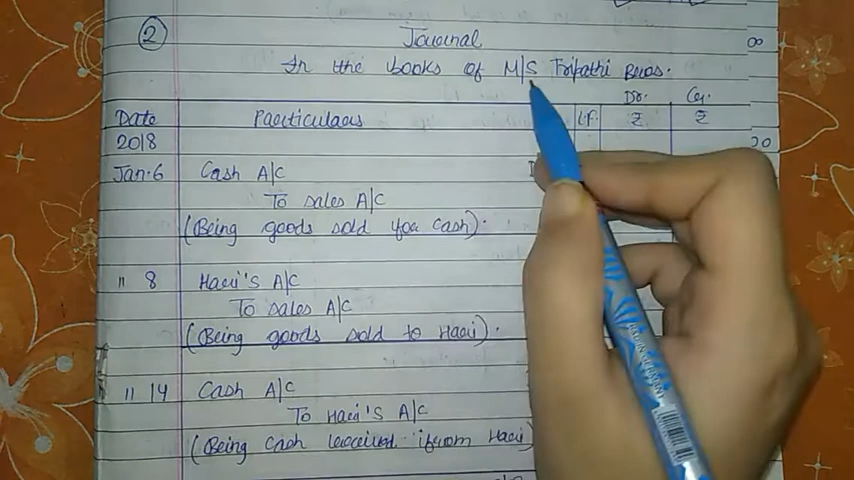 2
Journal
In the books of M/S Tripathi Bros.
Dr. Cr.
Date Particulars L.F. ₹ ₹
2018
Jan. 6 Cash A/C
To sales A/C
(Being goods sold for cash).
" 8 Hari's A/C
To sales A/C
(Being goods sold to Hari).
" 14 Cash A/C
To Hari's A/C
(Being cash received from Hari)